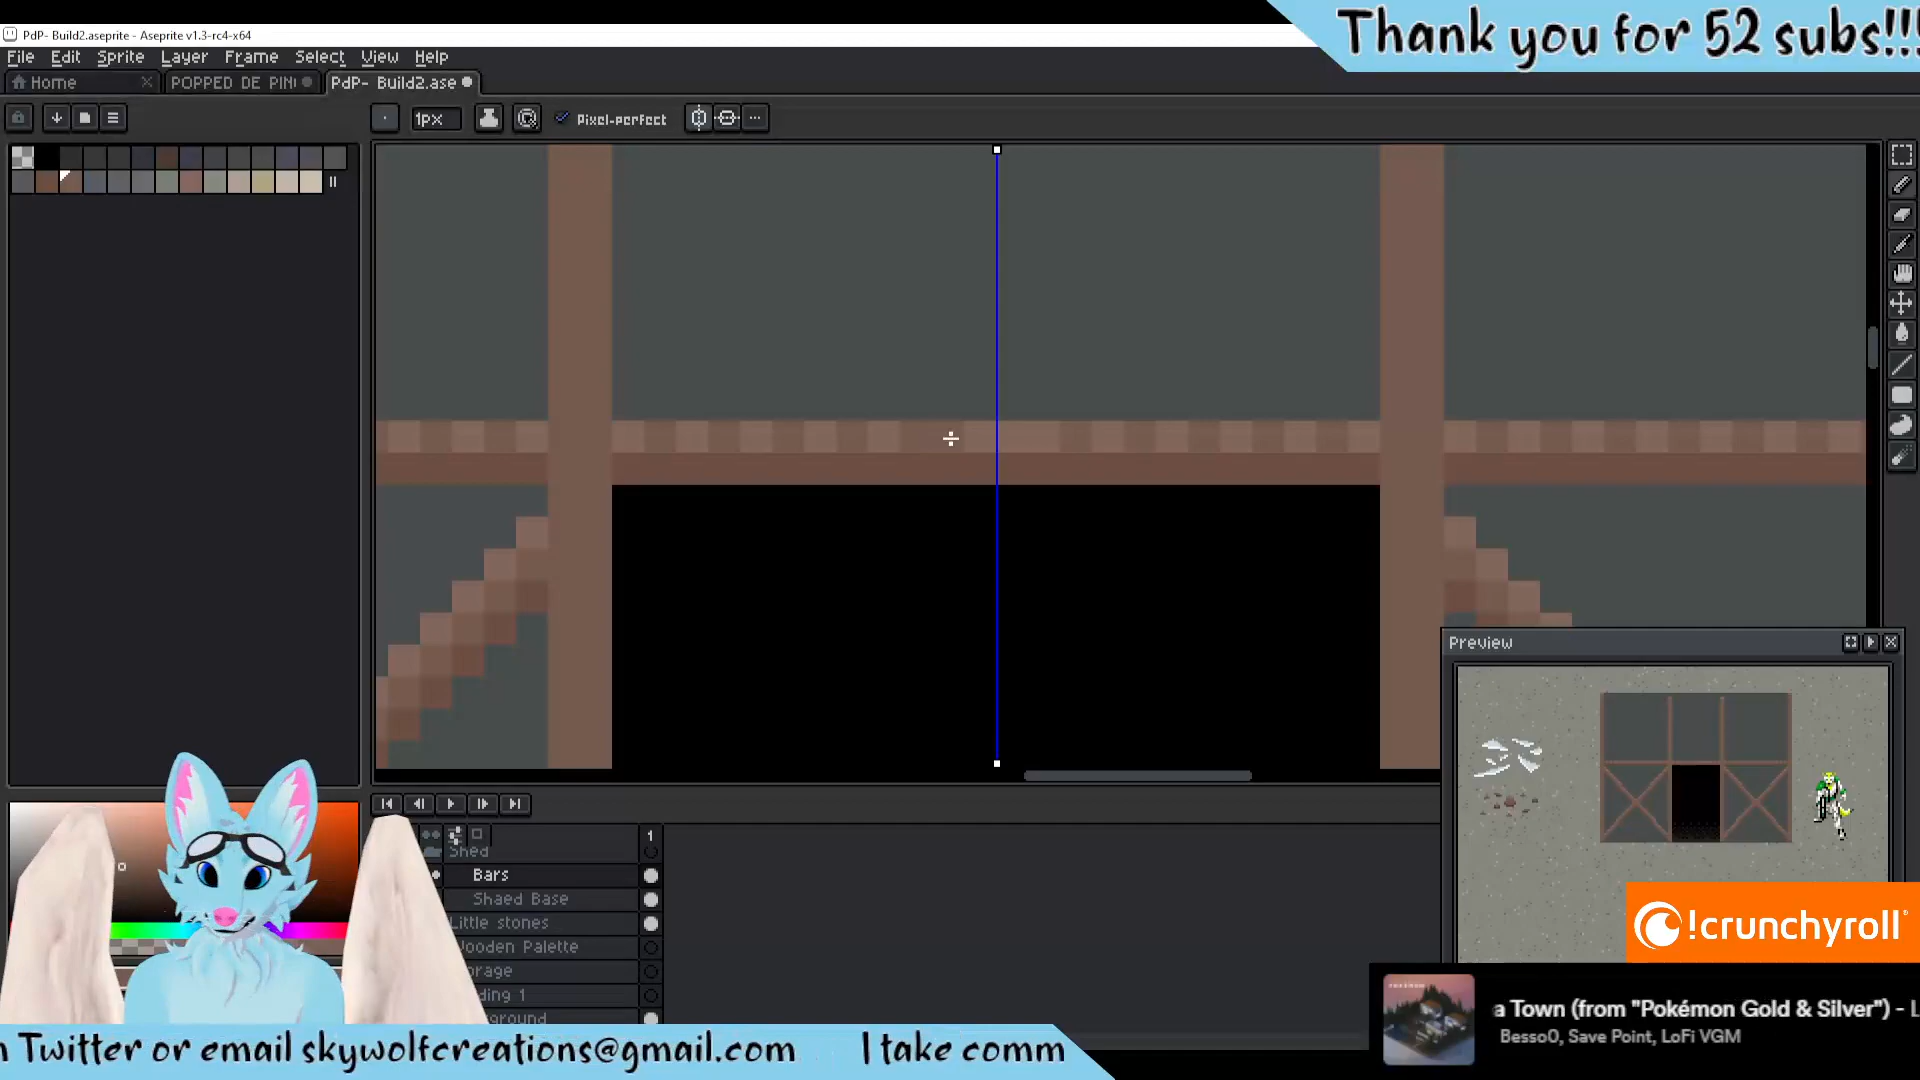 Thank you for 52 subs!!!
PdP- Build2.aseprite - Aseprite v1.3-rc4-x64
File Edit Sprite Layer Frame Select View Help
Home
POPPED DE PIN
PdP- Build2.ase
1px
Pixel-perfect
Preview
1
Shed
Bars
Shaed Base
Little stones
ooden Palette
orage
ding 1
ground
!crunchyroll
a Town (from "Pokémon Gold & Silver") - L
Besso0, Save Point, LoFi VGM
n Twitter or email skywolfcreations@gmail.com
I take comm